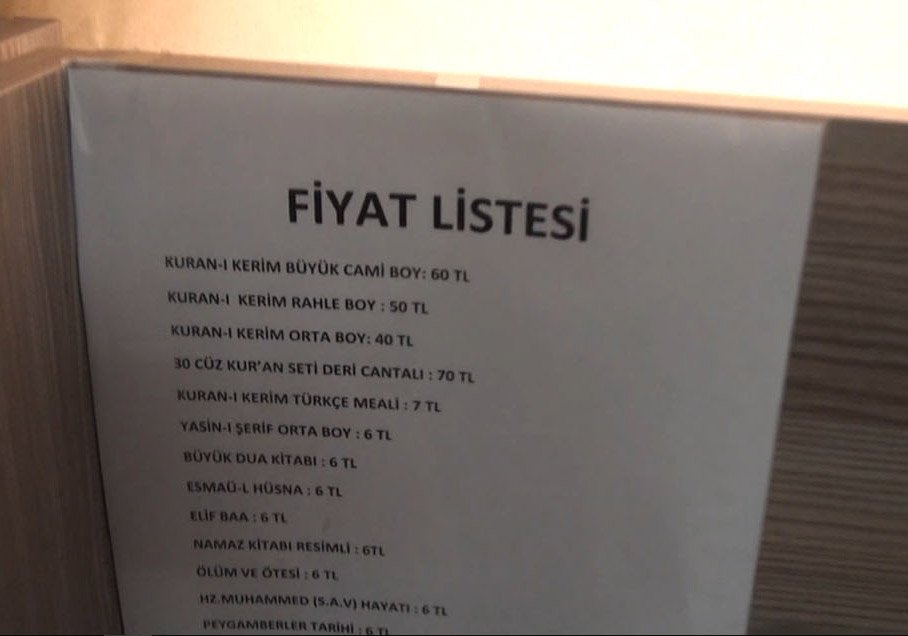 FİYAT LİSTESİ
KURAN-I KERİM BÜYÜK CAMİ BOY: 60 TL
KURAN-I KERİM RAHLE BOY : 50 TL
KURAN-I KERİM ORTA BOY: 40 TL
30 CÜZ KUR'AN SETİ DERİ CANTALI : 70 TL
KURAN-I KERİM TÜRKÇE MEALİ : 7 TL
YASİN-I ŞERİF ORTA BOY : 6 TL
BÜYÜK DUA KİTABI : 6 TL
ESMAÜ-L HÜSNA : 6 TL
ELİF BAA : 6 TL
NAMAZ KİTABI RESİMLİ : 6TL
ÖLÜM VE ÖTESİ : 6 TL
HZ.MUHAMMED (S.A.V) HAYATI : 6 TL
PEYGAMBERLER TARİHİ : 6 TL